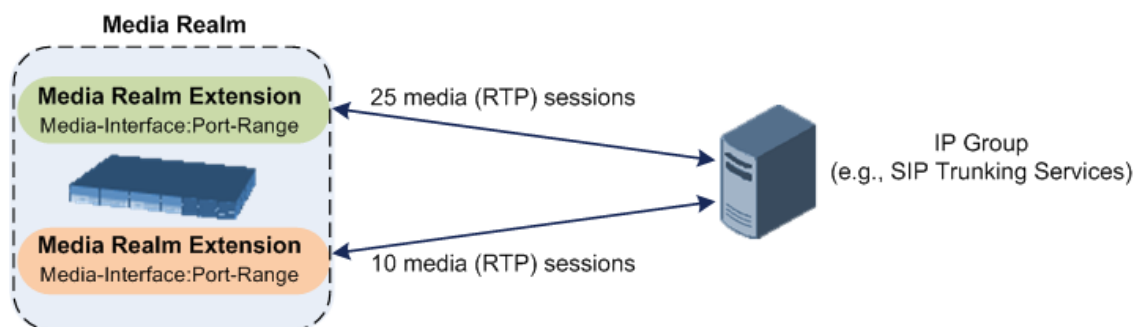 Media Realm
Media Realm Extension
Media-Interface:Port-Range
25 media (RTP) sessions
IP Group
(e.g., SIP Trunking Services)
Media Realm Extension
Media-Interface:Port-Range
10 media (RTP) sessions